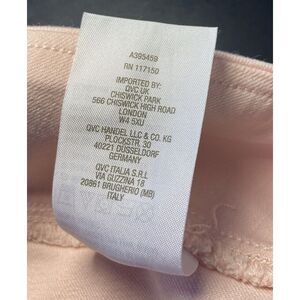 A395459
RN 117150
IMPORTED BY:
QVC UK
CHISWICK PARK
566 CHISWICK HIGH ROAD
LONDON
W4 5XU
QVC HANDEL LLC & CO. KG
PLOCKSTR. 30
40221 DUSSELDORF
GERMANY
QVC ITALIA S.R.L
VIA GUZZINA 18
20861 BRUGHERIO (MB)
ITALY